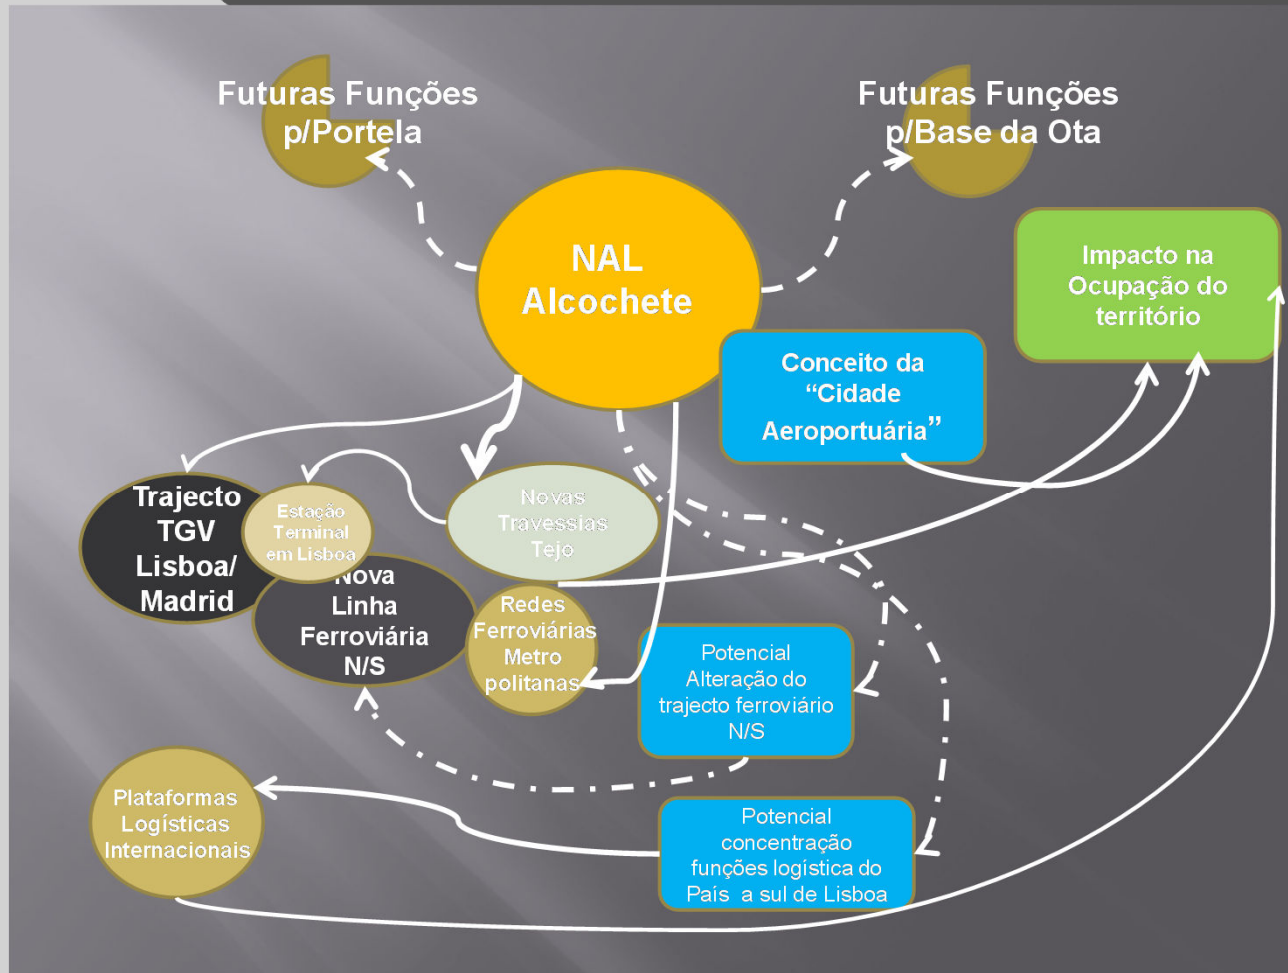 Futuras Funções
p/Portela
Futuras Funções
p/Base da Ota
NAL
Alcochete
Impacto na
Ocupação do
território
Conceito da
“Cidade
Aeroportuária”
Trajecto
TGV
Lisboa/
Madrid
Estação
Terminal
em Lisboa
Novas
Travessias
Tejo
Nova
Linha
Ferroviária
N/S
Redes
Ferroviárias
Metro
politanas
Potencial
Alteração do
trajecto ferroviário
N/S
Plataformas
Logísticas
Internacionais
Potencial
concentração
funções logística do
País a sul de Lisboa